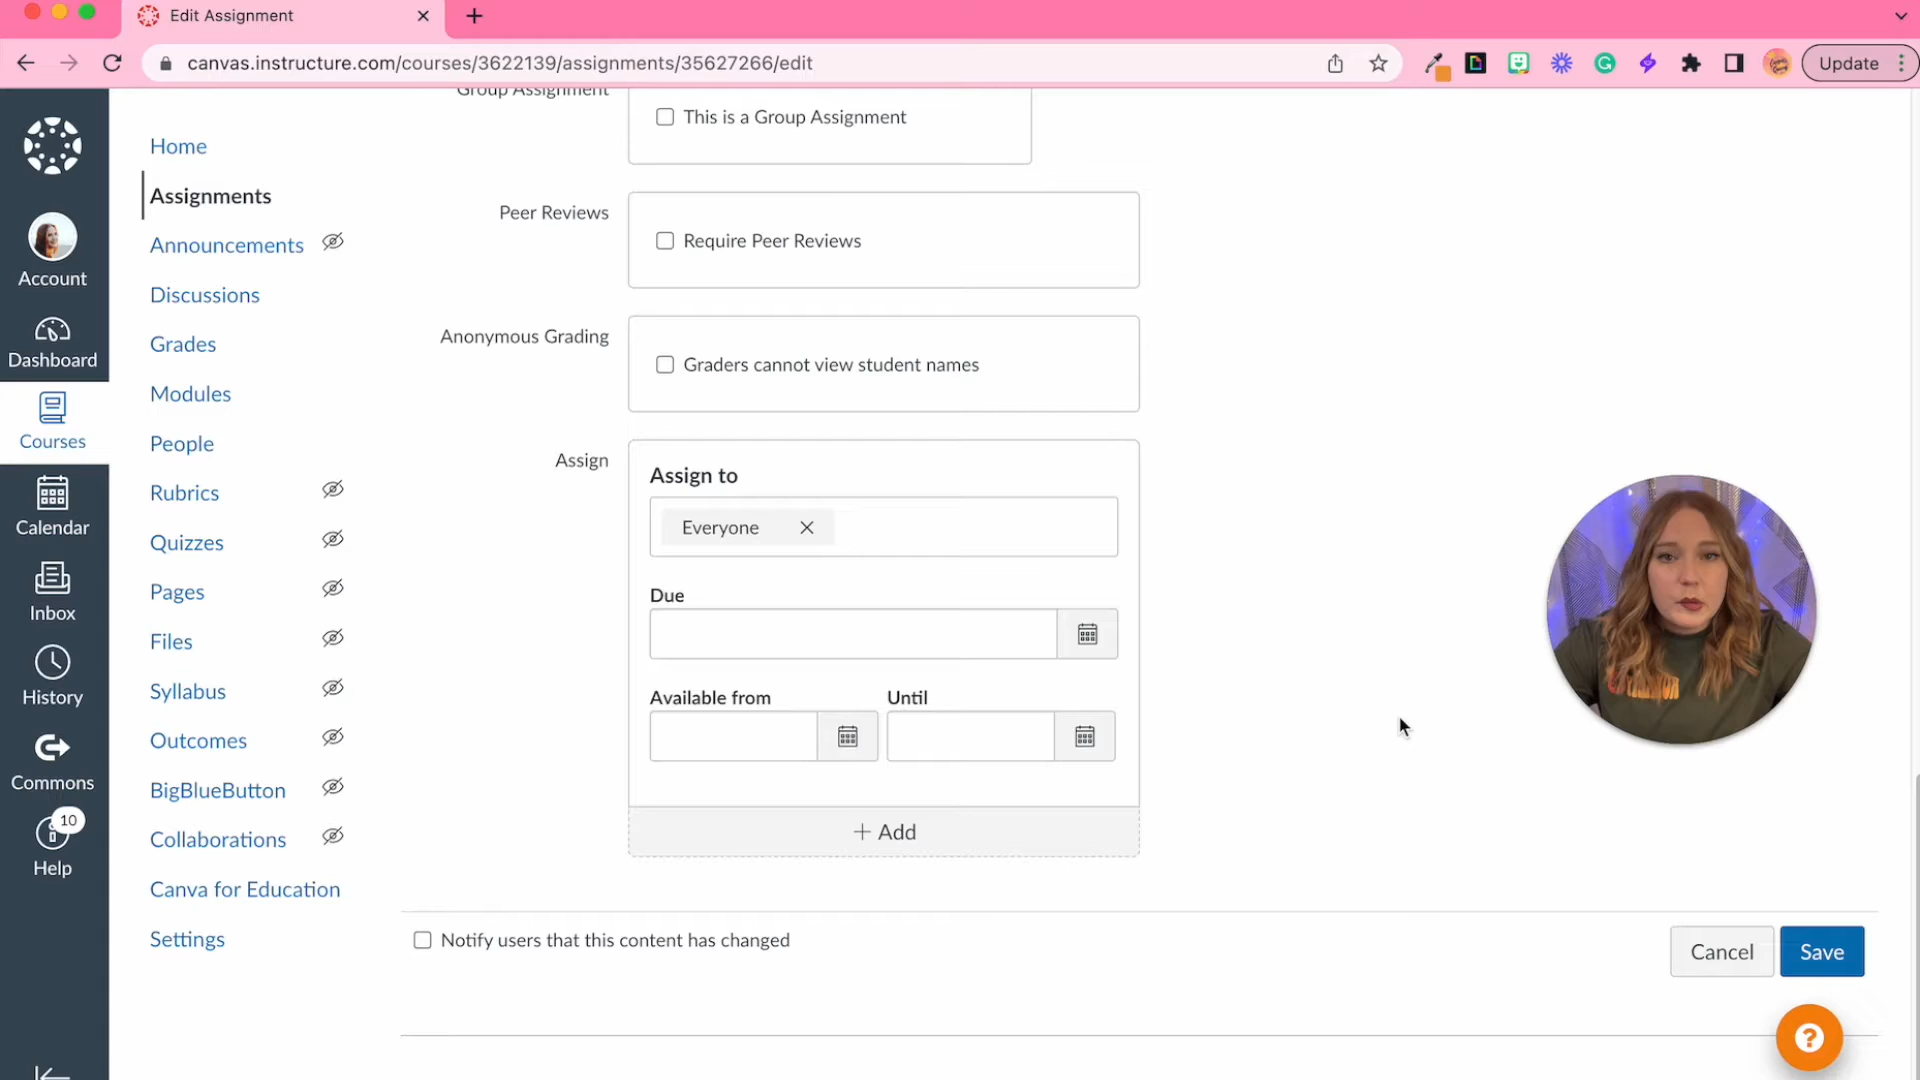 Edit Assignment
canvas.instructure.com/courses/3622139/assignments/35627266/edit
Update
Account
Dashboard
Courses
Calendar
Inbox
History
Commons
10
Help
Home
Assignments
Announcements
Discussions
Grades
Modules
People
Rubrics
Quizzes
Pages
Files
Syllabus
Outcomes
BigBlueButton
Collaborations
Canva for Education
Settings
Group Assignment
This is a Group Assignment
Peer Reviews
Require Peer Reviews
Anonymous Grading
Graders cannot view student names
Assign
Assign to
Everyone
Due
Available from
Until
+ Add
Notify users that this content has changed
Cancel
Save